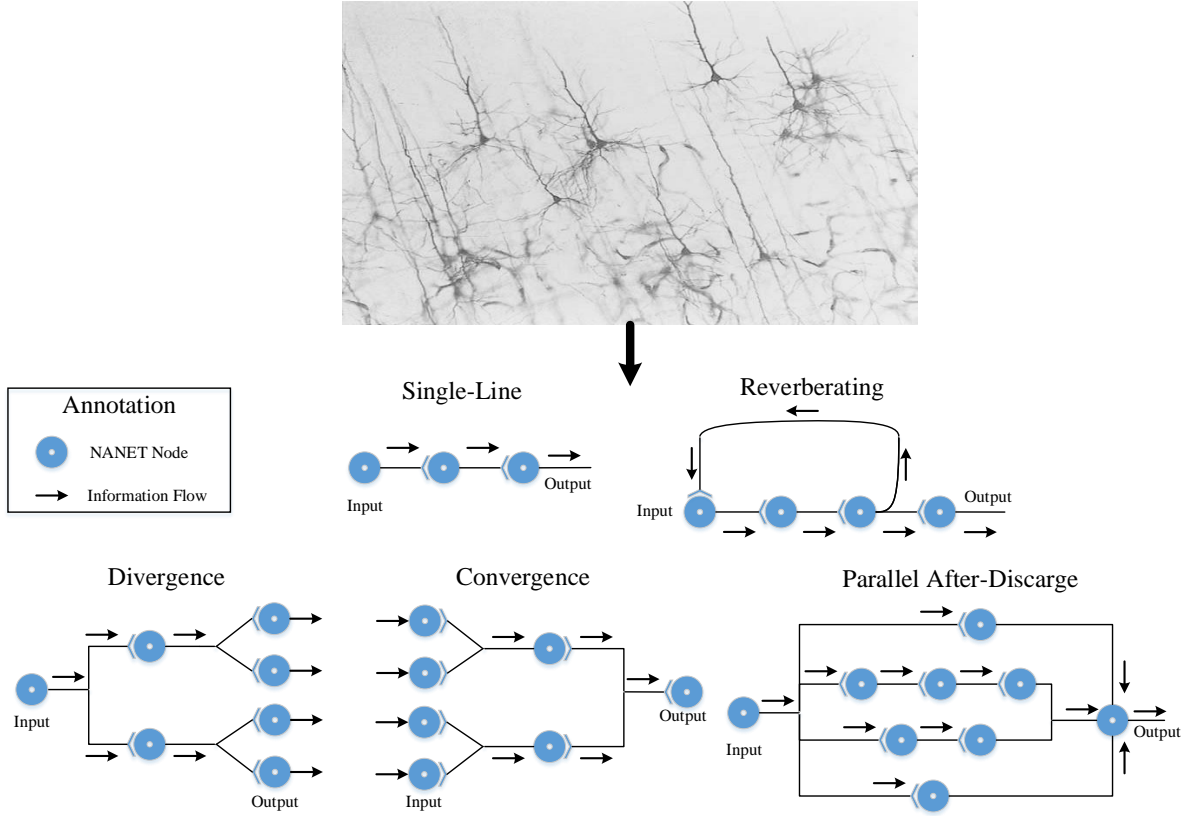 Single-Line
Reverberating
Annotation
NANET Node
Information Flow
Input
Output
Input
Output
Divergence
Convergence
Parallel After-Discarge
Input
Output
Input
Output
Input
Output